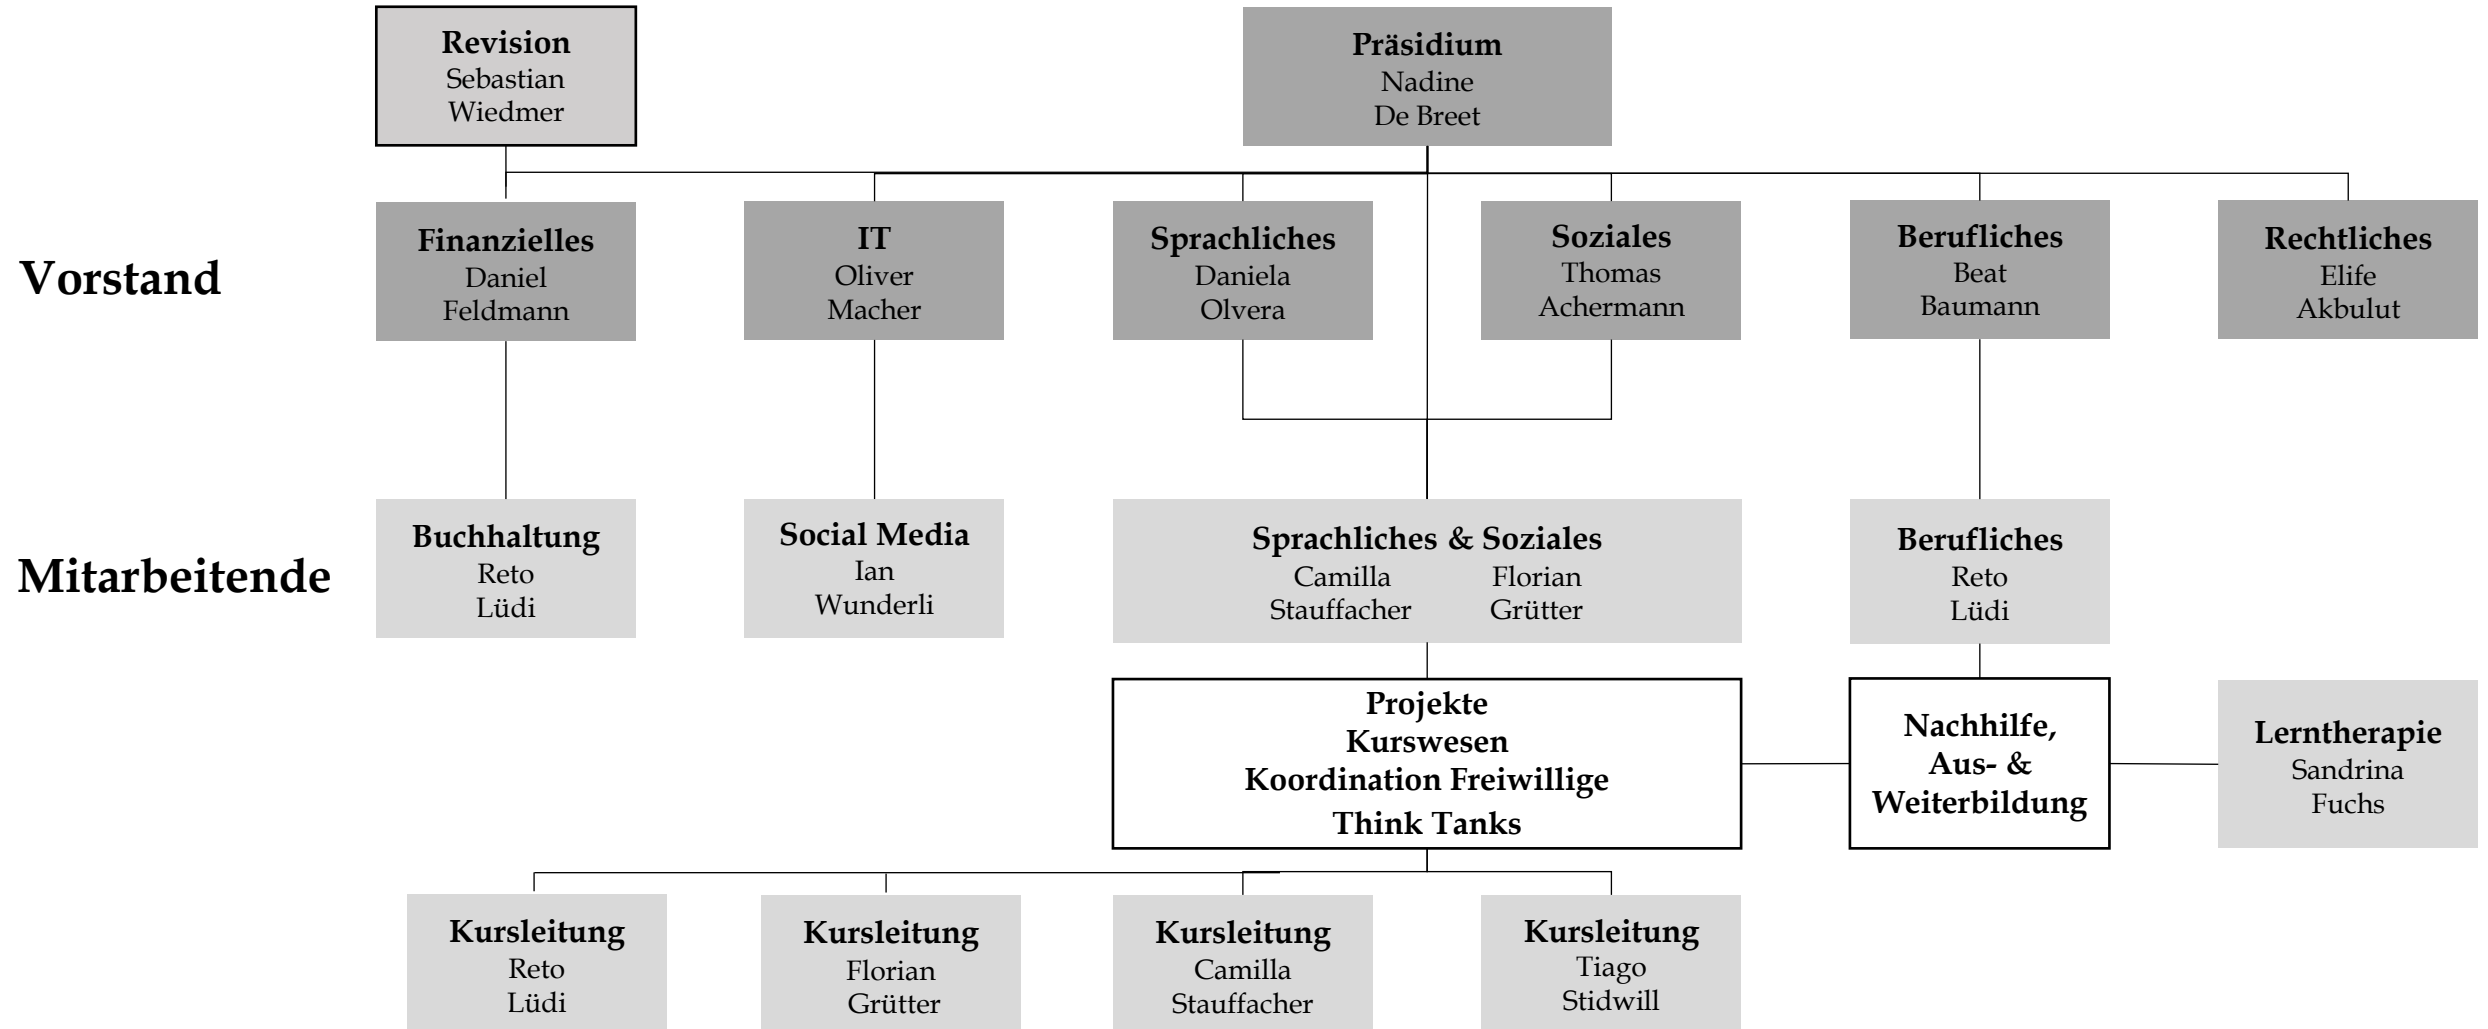 Revision
Sebastian
Wiedmer
Präsidium
Nadine
De Breet
Vorstand
Finanzielles
Daniel
Feldmann
IT
Oliver
Macher
Sprachliches
Daniela
Olvera
Soziales
Thomas
Achermann
Berufliches
Beat
Baumann
Rechtliches
Elife
Akbulut
Mitarbeitende
Buchhaltung
Reto
Lüdi
Social Media
Ian
Wunderli
Sprachliches & Soziales
Camilla
Stauffacher
Florian
Grütter
Berufliches
Reto
Lüdi
Projekte
Kurswesen
Koordination Freiwillige
Think Tanks
Nachhilfe,
Aus- &
Weiterbildung
Lerntherapie
Sandrina
Fuchs
Kursleitung
Reto
Lüdi
Kursleitung
Florian
Grütter
Kursleitung
Camilla
Stauffacher
Kursleitung
Tiago
Stidwill